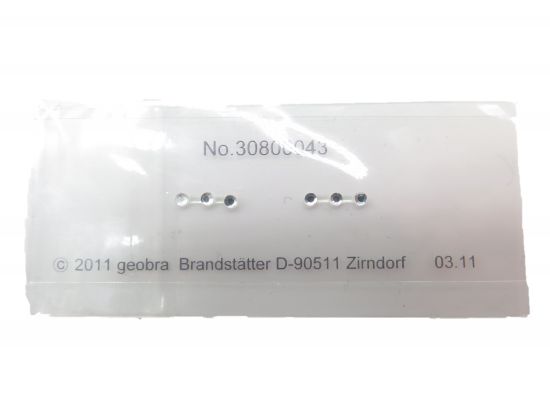 No.30800043
© 2011 geobra Brandstätter D-90511 Zirndorf 03.11